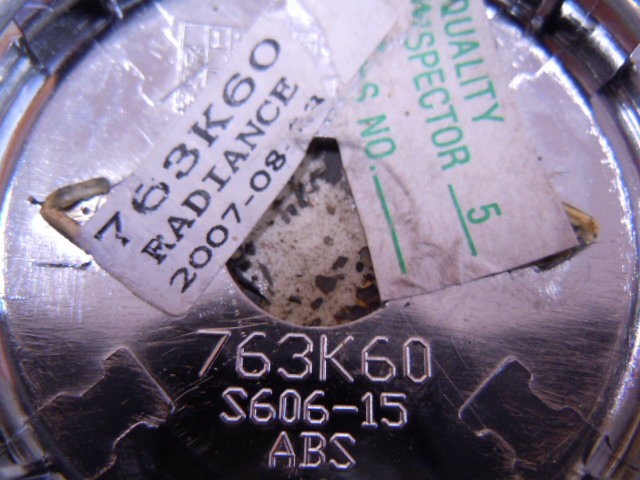 763K60
RADIANCE
2007-08-
QUALITY
INSPECTOR 5
NO.
763K60
S606-15
ABS